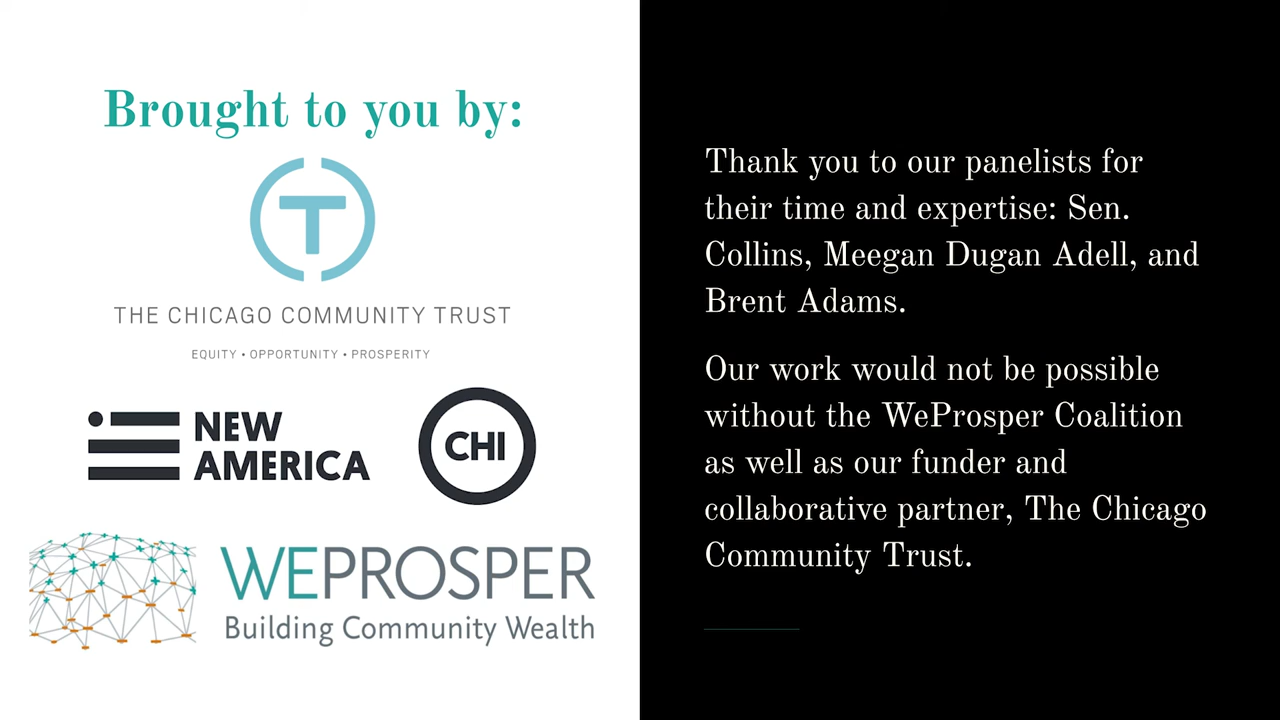 Brought to you by:
T
THE CHICAGO COMMUNITY TRUST
EQUITY • OPPORTUNITY • PROSPERITY
NEW
AMERICA
CHI
WEPROSPER
Building Community Wealth
Thank you to our panelists for
their time and expertise: Sen.
Collins, Meegan Dugan Adell, and
Brent Adams.
Our work would not be possible
without the WeProsper Coalition
as well as our funder and
collaborative partner, The Chicago
Community Trust.